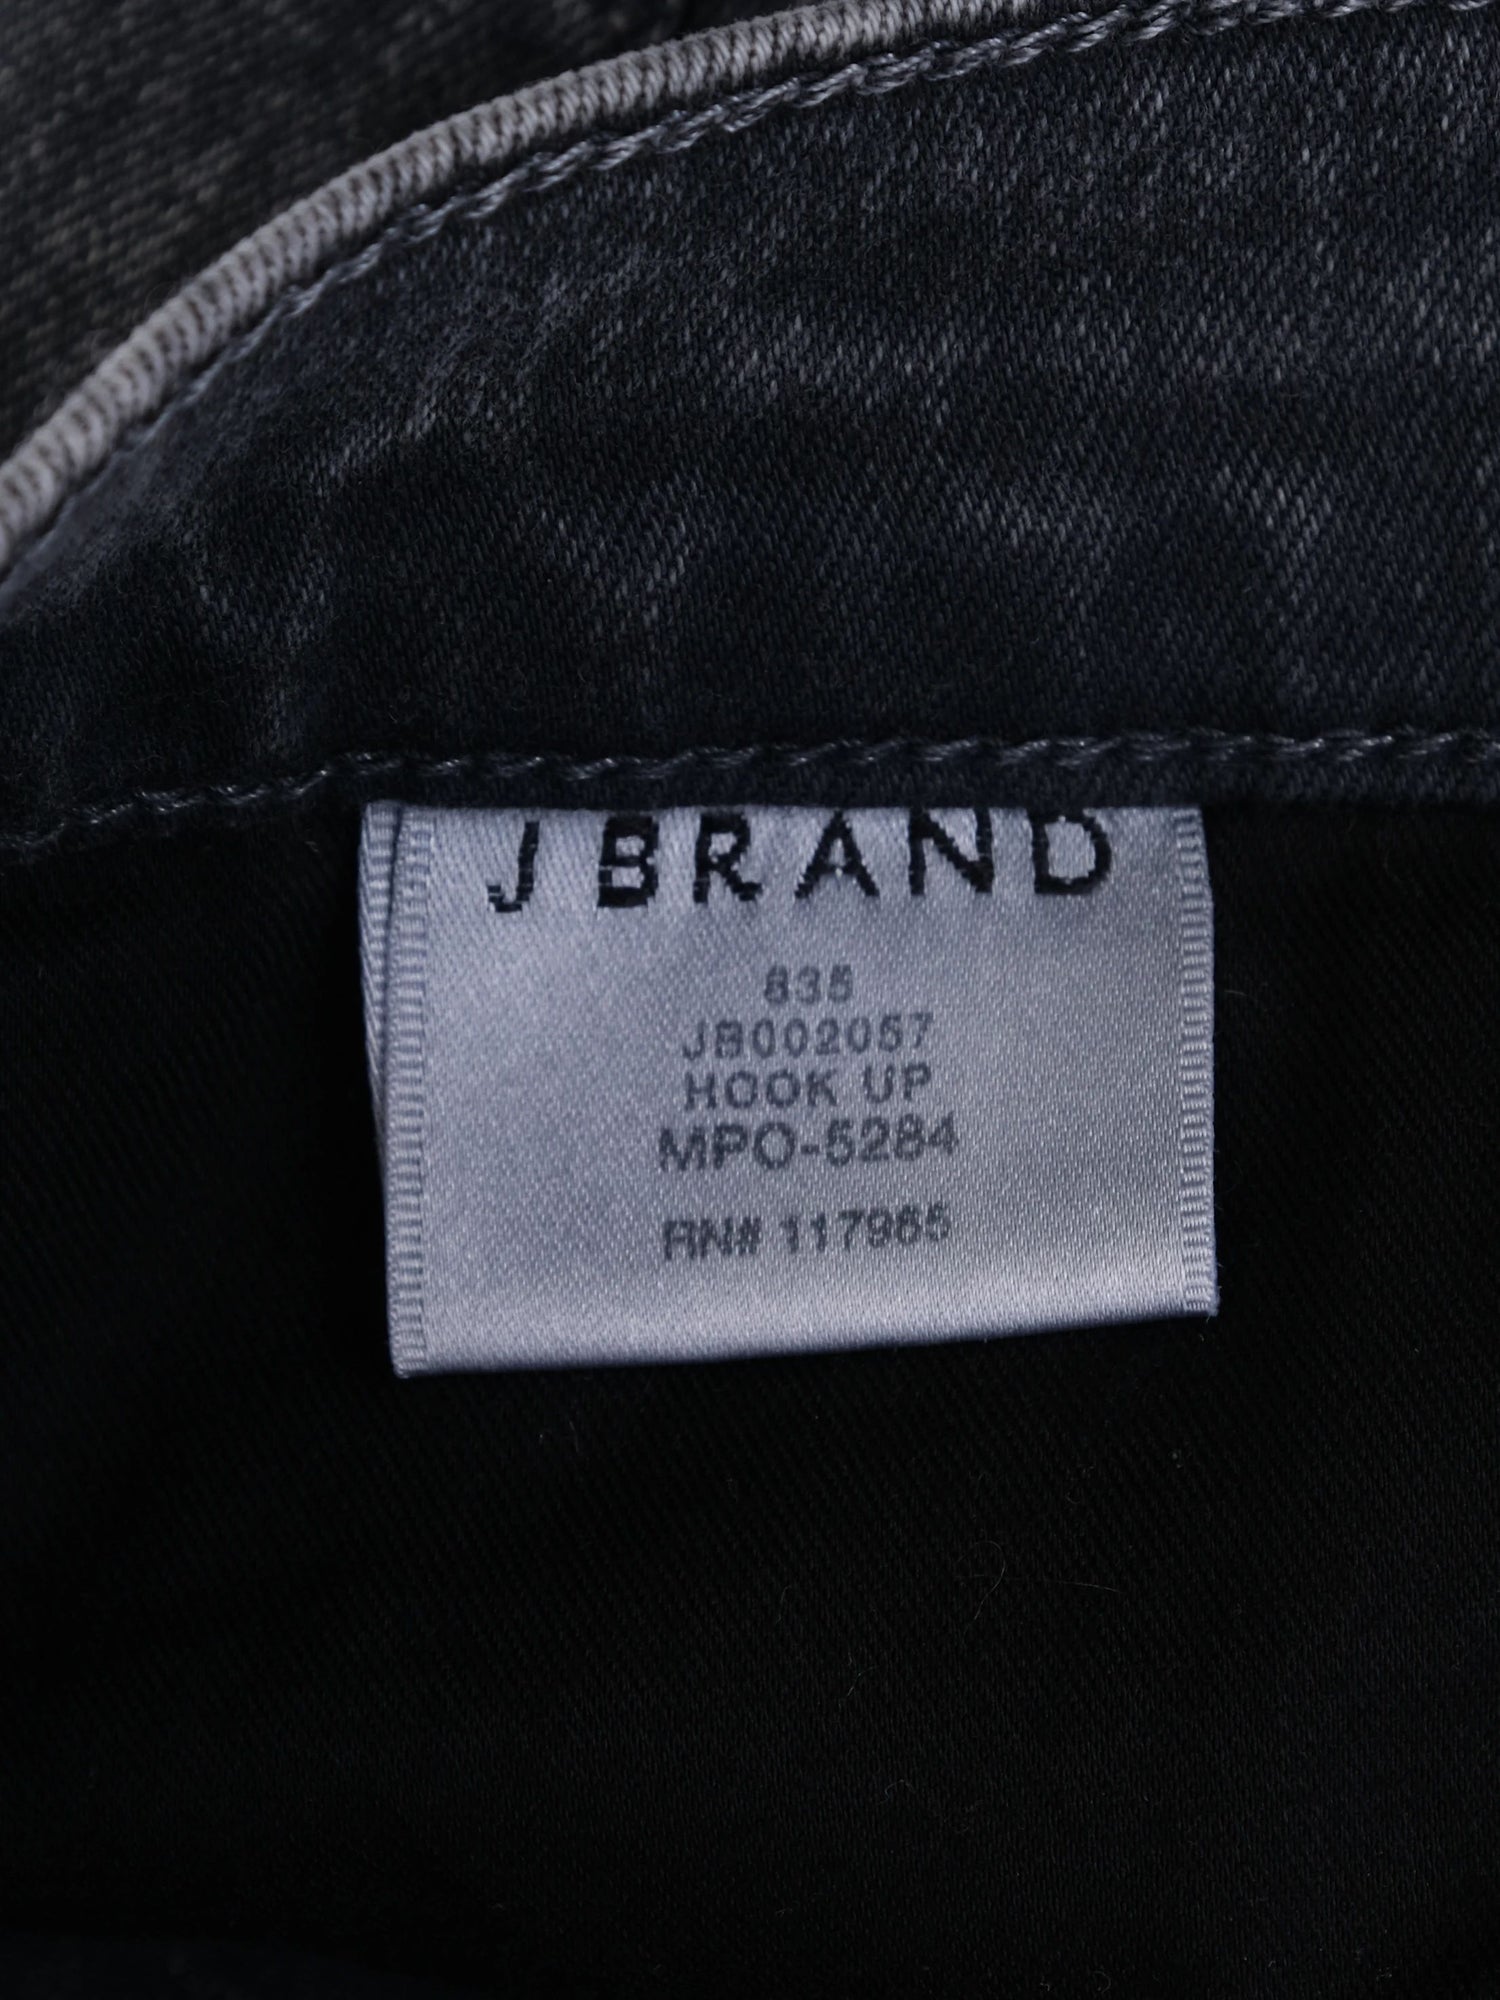 J BRAND
835
JB002057
HOOK UP
MPO-5284
RN# 117965